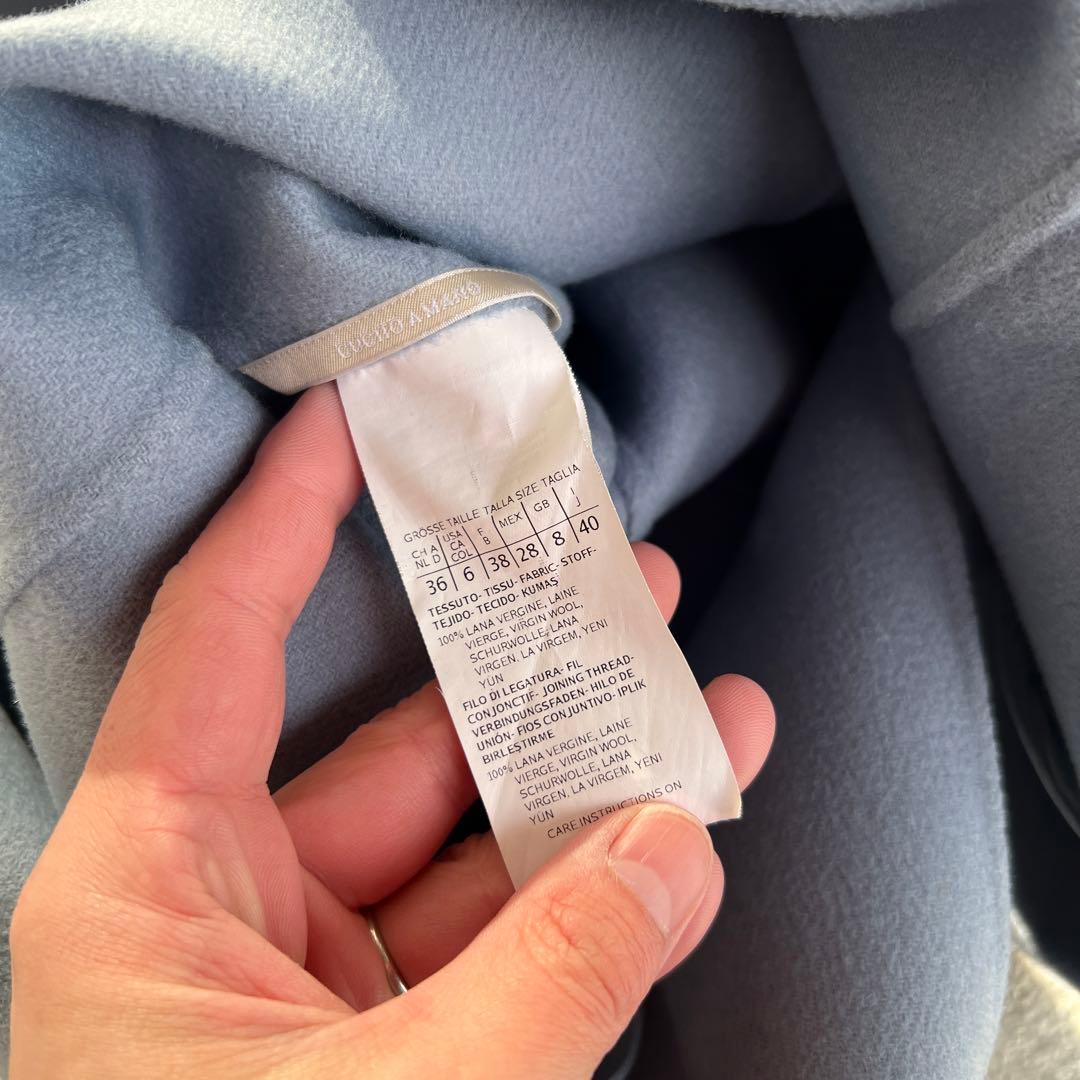 CUCITO A MANO
GRÖSSE TAILLE TALLA SIZE TAGLIA
CH A NL D | USA CA COL | F B | MEX | GB | I J
36 | 6 | 38 | 28 | 8 | 40
TESSUTO- TISSU- FABRIC- STOFF-
TEJIDO- TECIDO- KUMAŞ
100% LANA VERGINE, LAINE
VIERGE, VIRGIN WOOL,
SCHURWOLLE, LANA
VIRGEN, LA VIRGEM, YENI
YÜN
FILO DI LEGATURA- FIL
CONJONCTIF- JOINING THREAD-
VERBINDUNGSFADEN- HILO DE
UNIÓN- FIOS CONJUNTIVO- IPLIK
BIRLEŞTIRME
100% LANA VERGINE, LAINE
VIERGE, VIRGIN WOOL,
SCHURWOLLE, LANA
VIRGEN, LA VIRGEM, YENI
YÜN
CARE INSTRUCTIONS ON